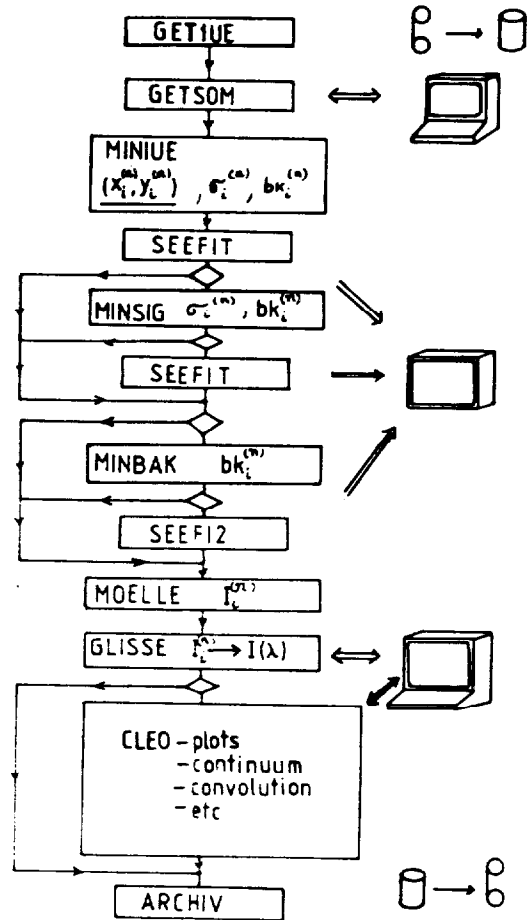 GETIUE
GETSOM
MINIUE
(x_i^(n), y_i^(n)), σ_i^(n), bk_i^(n)
SEEFIT
MINSIG σ_i^(n), bk_i^(n)
SEEFIT
MINBAK bk_i^(n)
SEEFI2
MOELLE I_i^(n)
GLISSE I_i^(n) → I(λ)
CLEO - plots
- continuum
- convolution
- etc
ARCHIV